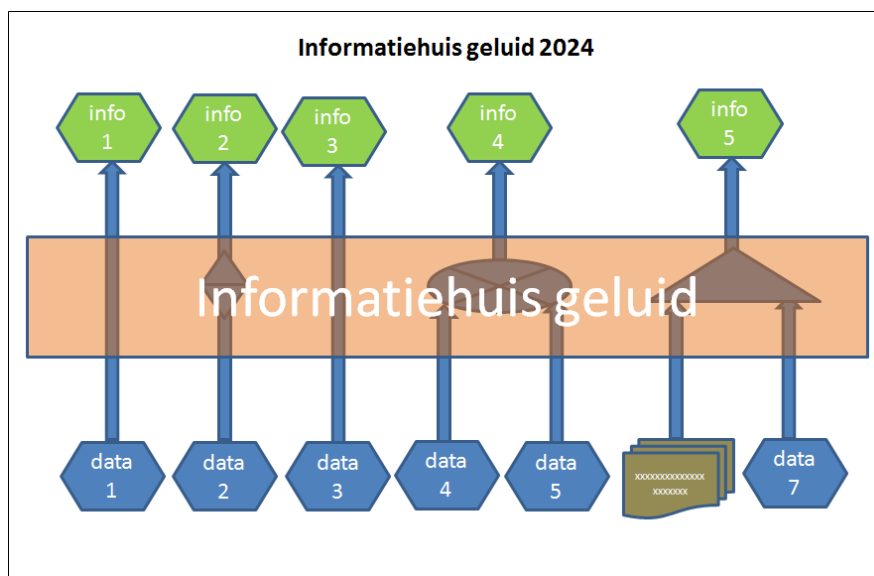 Informatiehuis geluid 2024
info
1
info
2
info
3
info
4
info
5
Informatiehuis geluid
data
1
data
2
data
3
data
4
data
5
xxxxxxxxxxxxxx
xxxxxxx
data
7